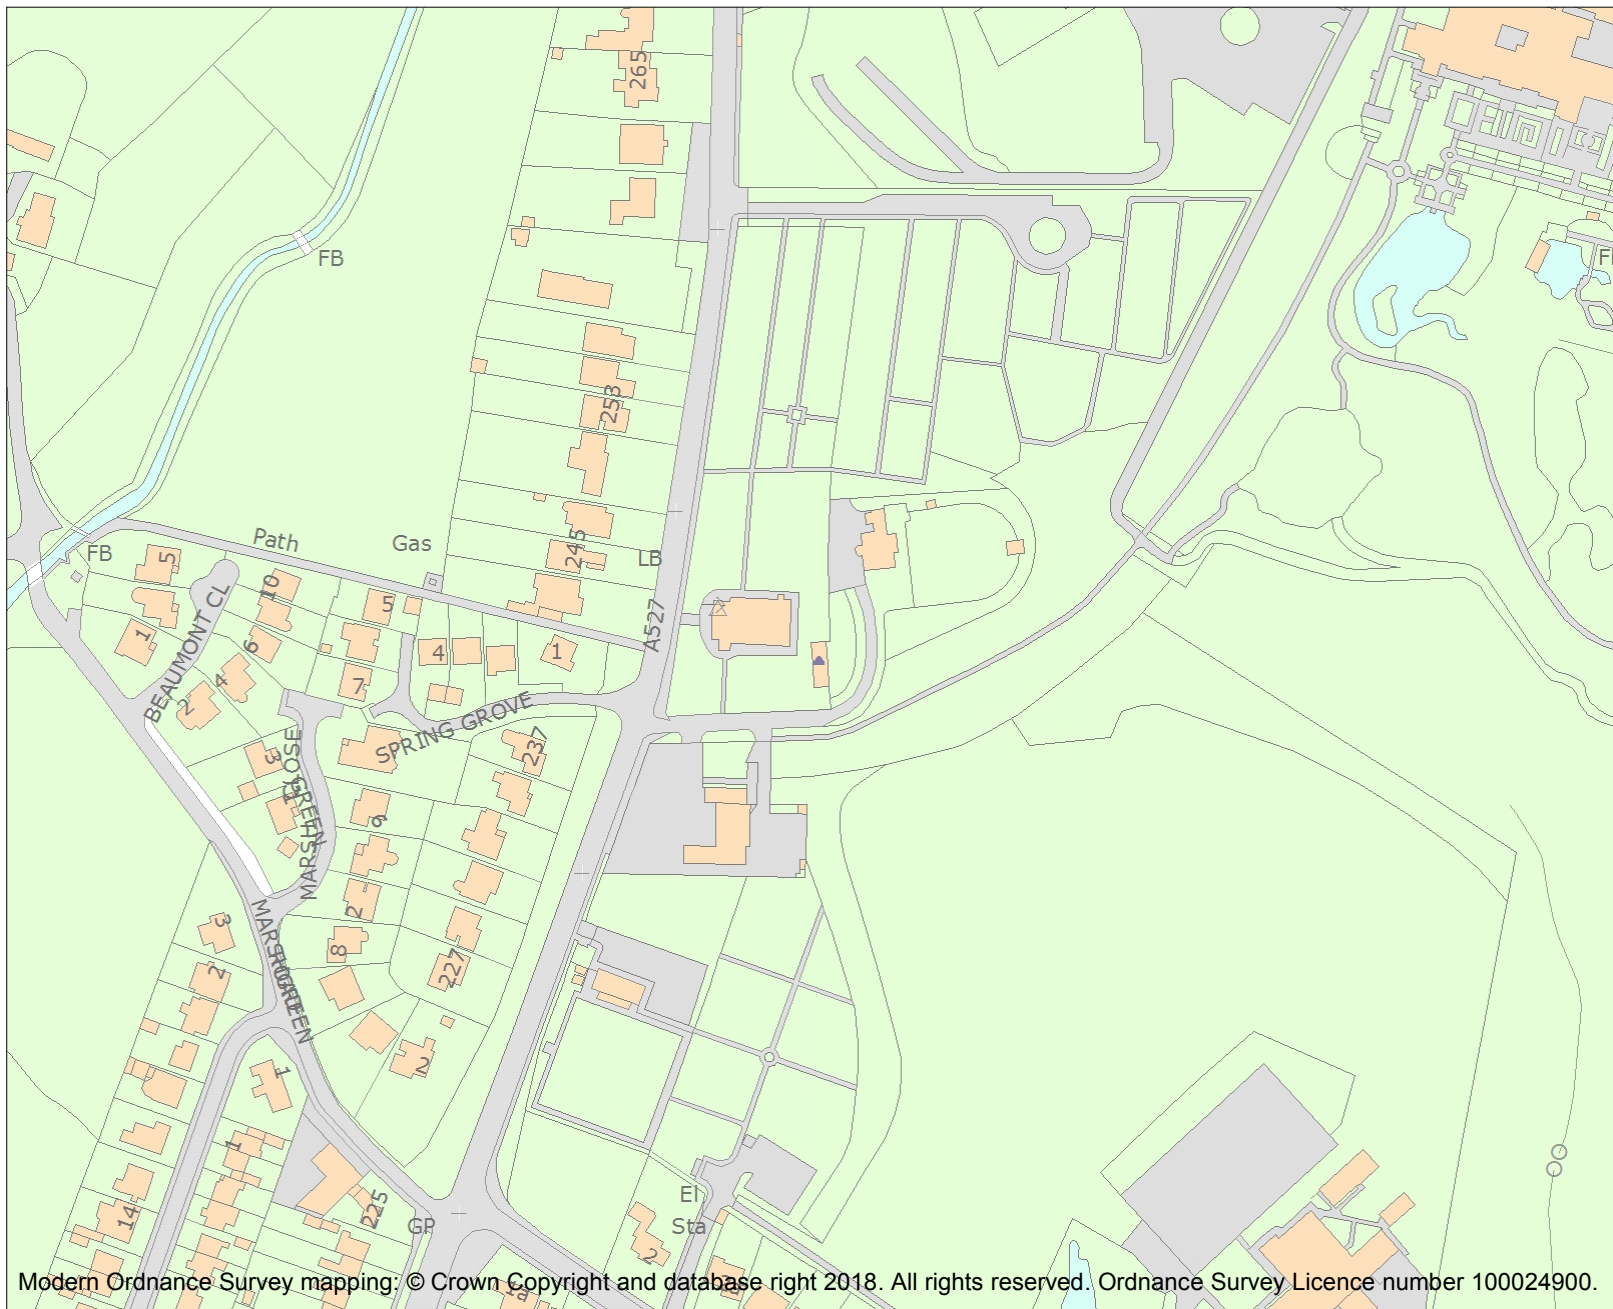 265
FB
FB
253
Path
Gas
LB
245
A527
FB
5
10
1
BEAUMONT CL
6
4
2
5
4
1
7
SPRING GROVE
237
3
MARSH GREEN
CLOSE
9
2
8
227
MARSH GREEN
ROAD
3
2
2
1
1
14
225
GP
El
Sta
2
1a
Modern Ordnance Survey mapping: © Crown Copyright and database right 2018. All rights reserved. Ordnance Survey Licence number 100024900.